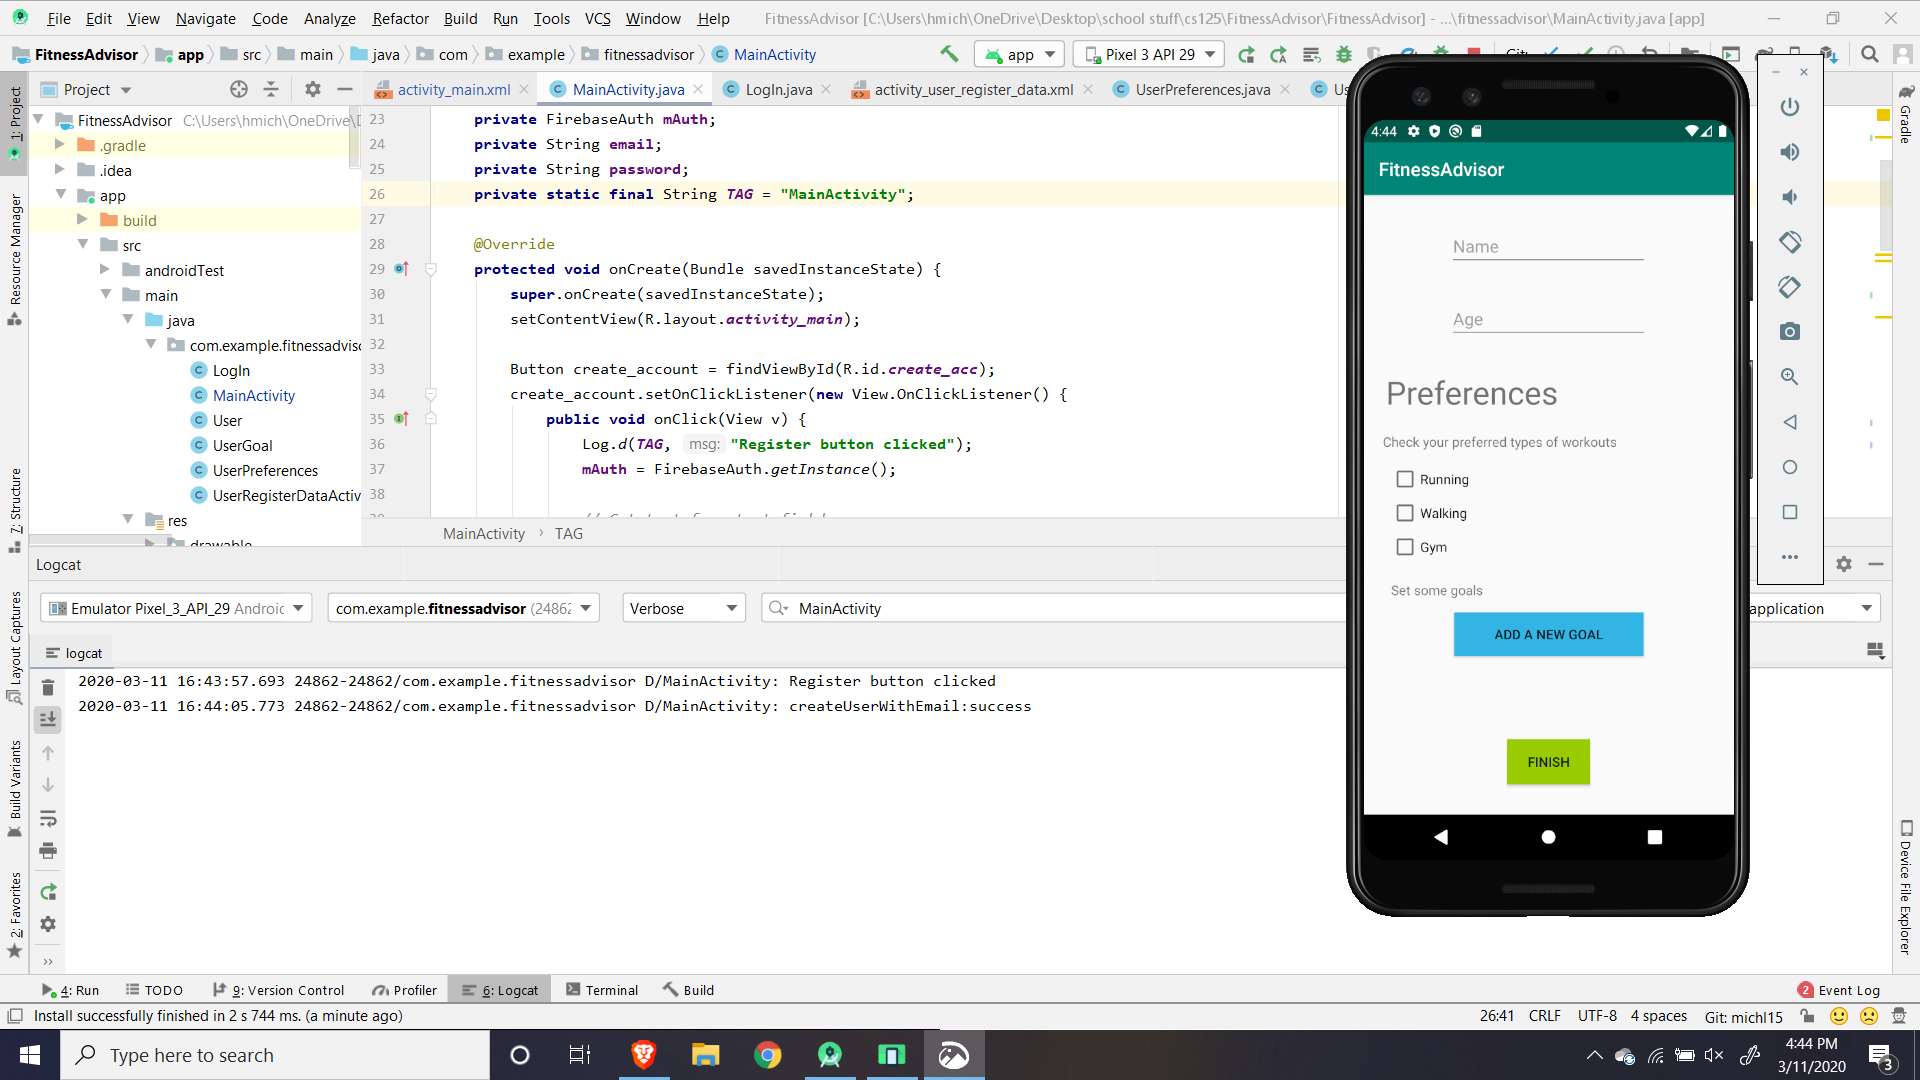 File Edit View Navigate Code Analyze Refactor Build Run Tools VCS Window Help FitnessAdvisor [C:\Users\hmich\OneDrive\Desktop\school stuff\cs125\FitnessAdvisor\FitnessAdvisor] - ...\fitnessadvisor\MainActivity.java [app]
FitnessAdvisor app src main java com example fitnessadvisor MainActivity app Pixel 3 API 29 Git:
Project activity_main.xml MainActivity.java LogIn.java activity_user_register_data.xml UserPreferences.java Us
1: Project
Resource Manager
7: Structure
Layout Captures
Build Variants
2: Favorites
FitnessAdvisor C:\Users\hmich\OneDrive\
.gradle
.idea
app
build
src
androidTest
main
java
com.example.fitnessadvisc
LogIn
MainActivity
User
UserGoal
UserPreferences
UserRegisterDataActiv
res
drawable
23 private FirebaseAuth mAuth;
24 private String email;
25 private String password;
26 private static final String TAG = "MainActivity";
27
28 @Override
29 protected void onCreate(Bundle savedInstanceState) {
30 super.onCreate(savedInstanceState);
31 setContentView(R.layout.activity_main);
32
33 Button create_account = findViewById(R.id.create_acc);
34 create_account.setOnClickListener(new View.OnClickListener() {
35 public void onClick(View v) {
36 Log.d(TAG, msg: "Register button clicked");
37 mAuth = FirebaseAuth.getInstance();
38
MainActivity › TAG
Logcat
Emulator Pixel_3_API_29 Androic com.example.fitnessadvisor (24862 Verbose MainActivity application
logcat
2020-03-11 16:43:57.693 24862-24862/com.example.fitnessadvisor D/MainActivity: Register button clicked
2020-03-11 16:44:05.773 24862-24862/com.example.fitnessadvisor D/MainActivity: createUserWithEmail:success
4:44
FitnessAdvisor
Name
Age
Preferences
Check your preferred types of workouts
Running
Walking
Gym
Set some goals
ADD A NEW GOAL
FINISH
Gradle
Device File Explorer
4: Run TODO 9: Version Control Profiler 6: Logcat Terminal Build 2 Event Log
Install successfully finished in 2 s 744 ms. (a minute ago) 26:41 CRLF UTF-8 4 spaces Git: michl15
Type here to search
4:44 PM
3/11/2020
3